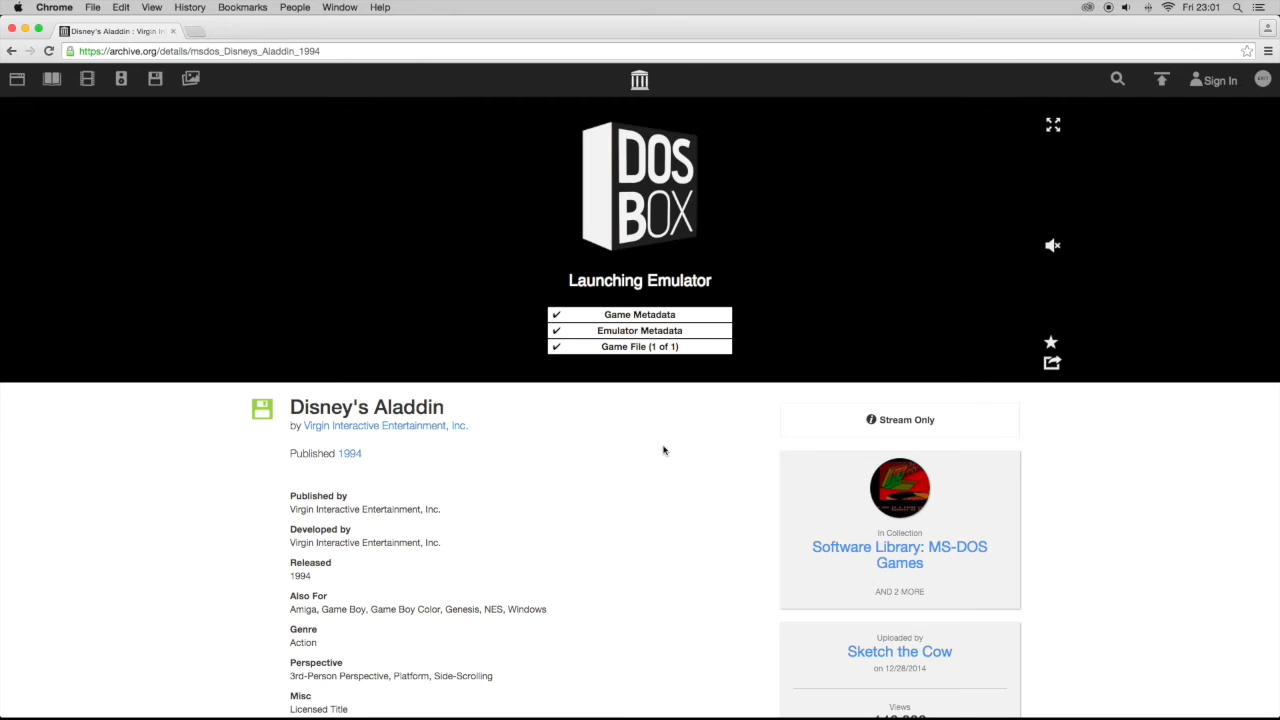 Chrome File Edit View History Bookmarks People Window Help Fri 23:01
Disney's Aladdin : Virgin In
https://archive.org/details/msdos_Disneys_Aladdin_1994
Sign In
EXIT
DOS
BOX
Launching Emulator
✔ Game Metadata
✔ Emulator Metadata
✔ Game File (1 of 1)
Disney's Aladdin
by Virgin Interactive Entertainment, Inc.
Published 1994
Published by
Virgin Interactive Entertainment, Inc.
Developed by
Virgin Interactive Entertainment, Inc.
Released
1994
Also For
Amiga, Game Boy, Game Boy Color, Genesis, NES, Windows
Genre
Action
Perspective
3rd-Person Perspective, Platform, Side-Scrolling
Misc
Licensed Title
Stream Only
In Collection
Software Library: MS-DOS
Games
AND 2 MORE
Uploaded by
Sketch the Cow
on 12/28/2014
Views